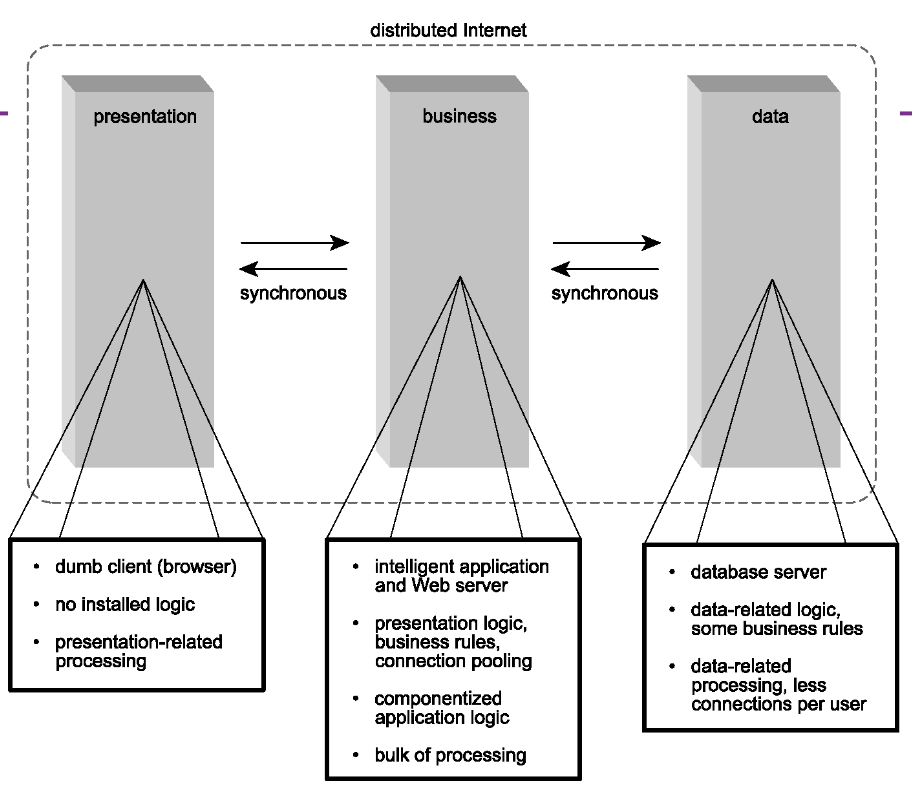 distributed Internet
presentation
business
data
synchronous
synchronous
• dumb client (browser)
• no installed logic
• presentation-related
processing
• intelligent application
and Web server
• presentation logic,
business rules,
connection pooling
• componentized
application logic
• bulk of processing
• database server
• data-related logic,
some business rules
• data-related
processing, less
connections per user